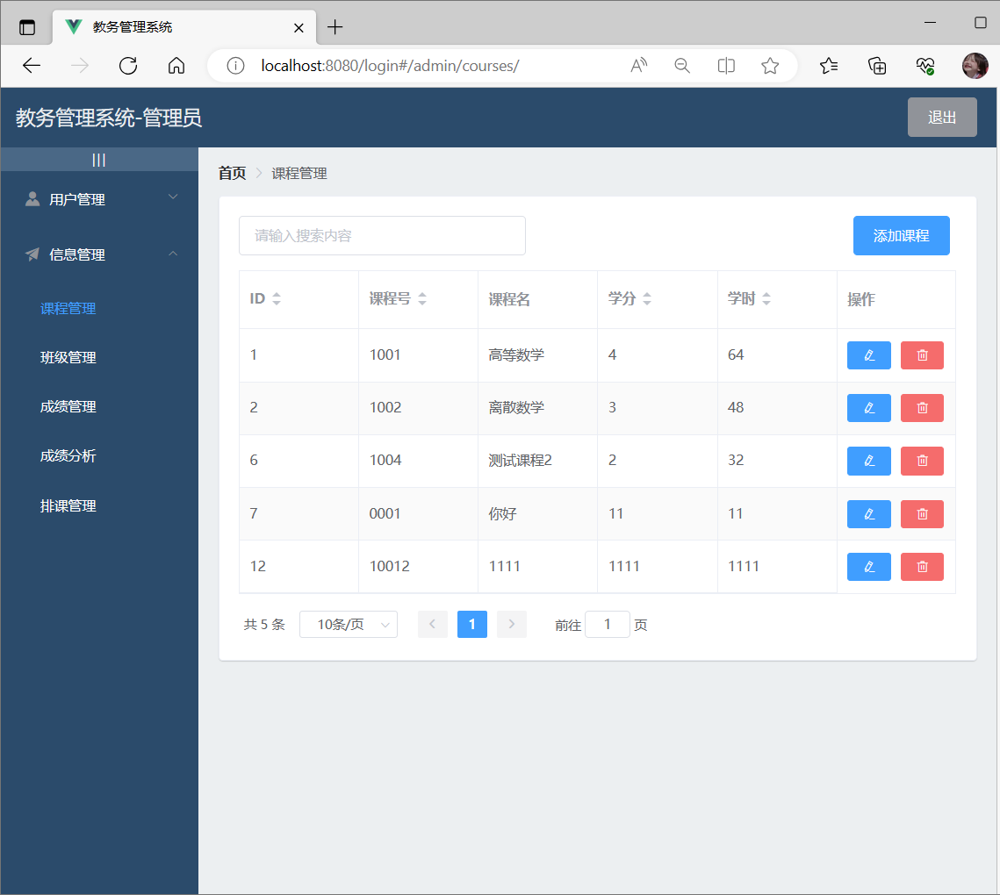 教务管理系统
localhost:8080/login#/admin/courses/
教务管理系统-管理员
退出
|||
用户管理
信息管理
课程管理
班级管理
成绩管理
成绩分析
排课管理
首页 > 课程管理
请输入搜索内容
添加课程
ID 课程号 课程名 学分 学时 操作
1 1001 高等数学 4 64
2 1002 离散数学 3 48
6 1004 测试课程2 2 32
7 0001 你好 11 11
12 10012 1111 1111 1111
共 5 条 10条/页 < 1 > 前往 1 页